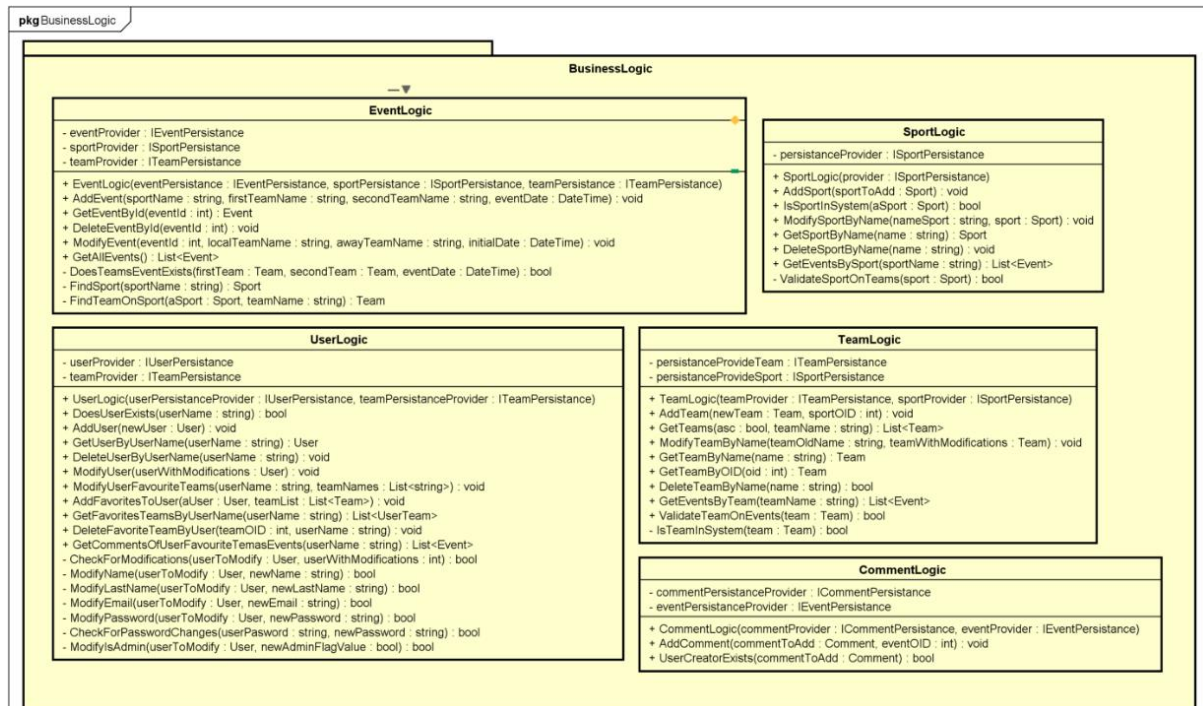 pkg BusinessLogic
BusinessLogic
EventLogic
- eventProvider : IEventPersistance
- sportProvider : ISportPersistance
- teamProvider : ITeamPersistance
+ EventLogic(eventPersistance : IEventPersistance, sportPersistance : ISportPersistance, teamPersistance : ITeamPersistance)
+ AddEvent(sportName : string, firstTeamName : string, secondTeamName : string, eventDate : DateTime) : void
+ GetEventById(eventId : int) : Event
+ DeleteEventById(eventId : int) : void
+ ModifyEvent(eventId : int, localTeamName : string, awayTeamName : string, initialDate : DateTime) : void
+ GetAllEvents() : List<Event>
- DoesTeamsEventExists(firstTeam : Team, secondTeam : Team, eventDate : DateTime) : bool
- FindSport(sportName : string) : Sport
- FindTeamOnSport(aSport : Sport, teamName : string) : Team
SportLogic
- persistanceProvider : ISportPersistance
+ SportLogic(provider : ISportPersistance)
+ AddSport(sportToAdd : Sport) : void
+ IsSportInSystem(aSport : Sport) : bool
+ ModifySportByName(nameSport : string, sport : Sport) : void
+ GetSportByName(name : string) : Sport
+ DeleteSportByName(name : string) : void
+ GetEventsBySport(sportName : string) : List<Event>
- ValidateSportOnTeams(sport : Sport) : bool
UserLogic
- userProvider : IUserPersistance
- teamProvider : ITeamPersistance
+ UserLogic(userPersistanceProvider : IUserPersistance, teamPersistanceProvider : ITeamPersistance)
+ DoesUserExists(userName : string) : bool
+ AddUser(newUser : User) : void
+ GetUserByUserName(userName : string) : User
+ DeleteUserByUserName(userName : string) : void
+ ModifyUser(userWithModifications : User) : void
+ ModifyUserFavouriteTeams(userName : string, teamNames : List<string>) : void
+ AddFavoritesToUser(aUser : User, teamList : List<Team>) : void
+ GetFavoritesTeamsByUserName(userName : string) : List<UserTeam>
+ DeleteFavoriteTeamByUser(teamOID : int, userName : string) : void
+ GetCommentsOfUserFavouriteTemasEvents(userName : string) : List<Event>
- CheckForModifications(userToModify : User, userWithModifications : int) : bool
- ModifyName(userToModify : User, newName : string) : bool
- ModifyLastName(userToModify : User, newLastName : string) : bool
- ModifyEmail(userToModify : User, newEmail : string) : bool
- ModifyPassword(userToModify : User, newPassword : string) : bool
- CheckForPasswordChanges(userPasword : string, newPassword : string) : bool
- ModifyIsAdmin(userToModify : User, newAdminFlagValue : bool) : bool
TeamLogic
- persistanceProvideTeam : ITeamPersistance
- persistanceProvideSport : ISportPersistance
+ TeamLogic(teamProvider : ITeamPersistance, sportProvider : ISportPersistance)
+ AddTeam(newTeam : Team, sportOID : int) : void
+ GetTeams(asc : bool, teamName : string) : List<Team>
+ ModifyTeamByName(teamOldName : string, teamWithModifications : Team) : void
+ GetTeamByName(name : string) : Team
+ GetTeamByOID(oid : int) : Team
+ DeleteTeamByName(name : string) : bool
+ GetEventsByTeam(teamName : string) : List<Event>
+ ValidateTeamOnEvents(team : Team) : bool
- IsTeamInSystem(team : Team) : bool
CommentLogic
- commentPersistanceProvider : ICommentPersistance
- eventPersistanceProvider : IEventPersistance
+ CommentLogic(commentProvider : ICommentPersistance, eventProvider : IEventPersistance)
+ AddComment(commentToAdd : Comment, eventOID : int) : void
+ UserCreatorExists(commentToAdd : Comment) : bool